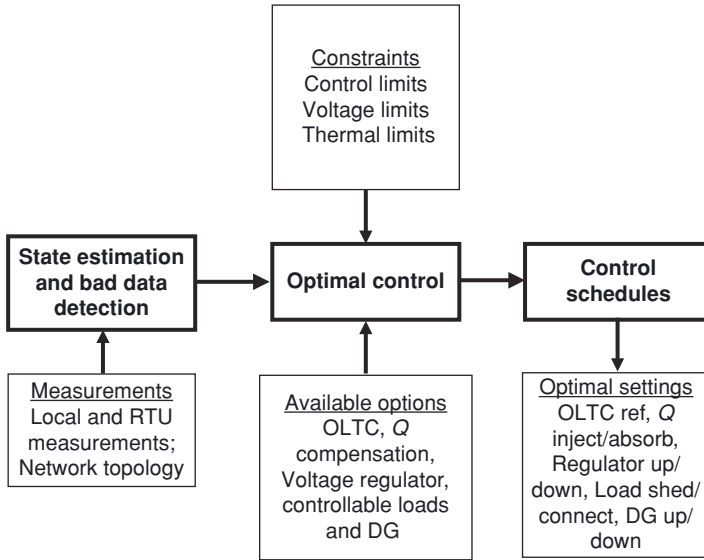 Constraints
Control limits
Voltage limits
Thermal limits
State estimation
and bad data
detection
Optimal control
Control
schedules
Measurements
Local and RTU
measurements;
Network topology
Available options
OLTC, Q
compensation,
Voltage regulator,
controllable loads
and DG
Optimal settings
OLTC ref, Q
inject/absorb,
Regulator up/
down, Load shed/
connect, DG up/
down